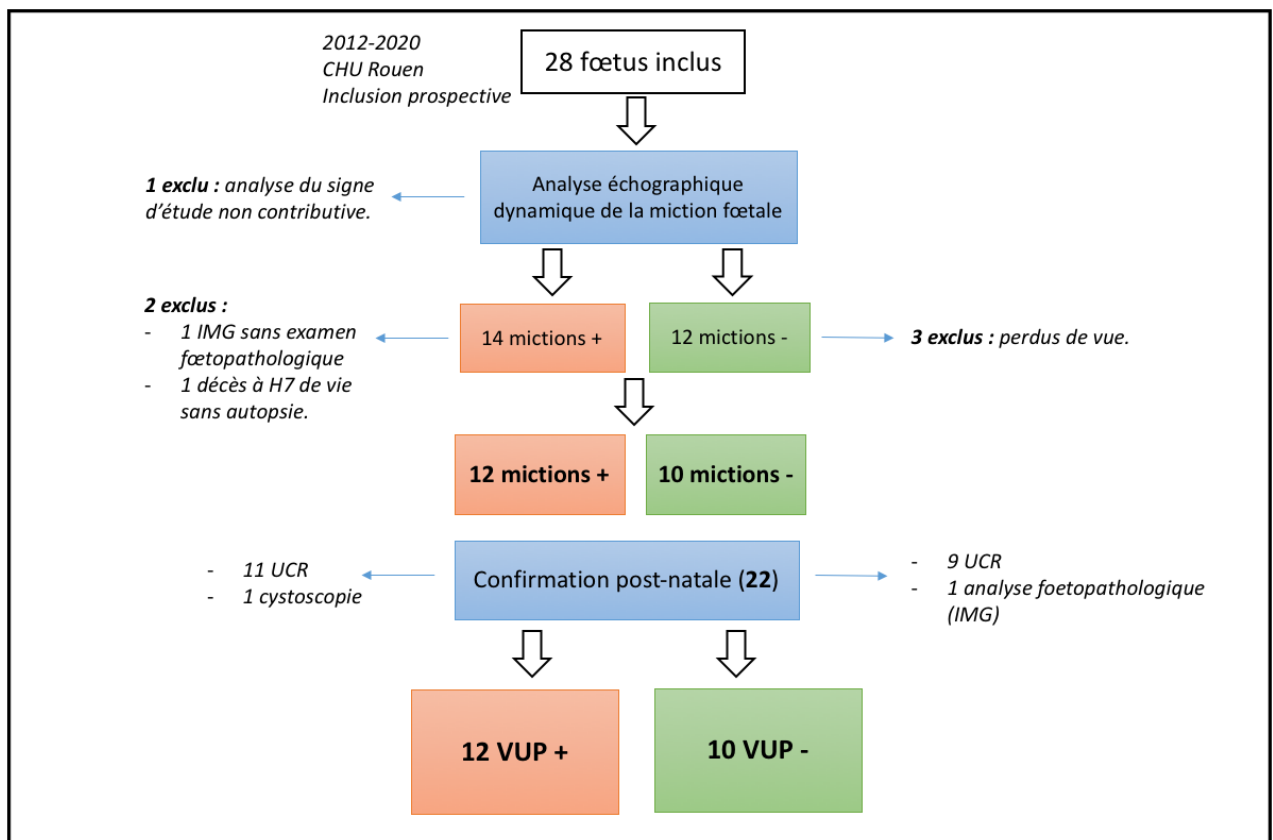 2012-2020
CHU Rouen
Inclusion prospective
28 fœtus inclus
1 exclu : analyse du signe
d’étude non contributive.
Analyse échographique
dynamique de la miction fœtale
2 exclus :
- 1 IMG sans examen
fœtopathologique
- 1 décès à H7 de vie
sans autopsie.
14 mictions +
12 mictions -
3 exclus : perdus de vue.
12 mictions +
10 mictions -
- 11 UCR
- 1 cystoscopie
Confirmation post-natale (22)
- 9 UCR
- 1 analyse foetopathologique
(IMG)
12 VUP +
10 VUP -